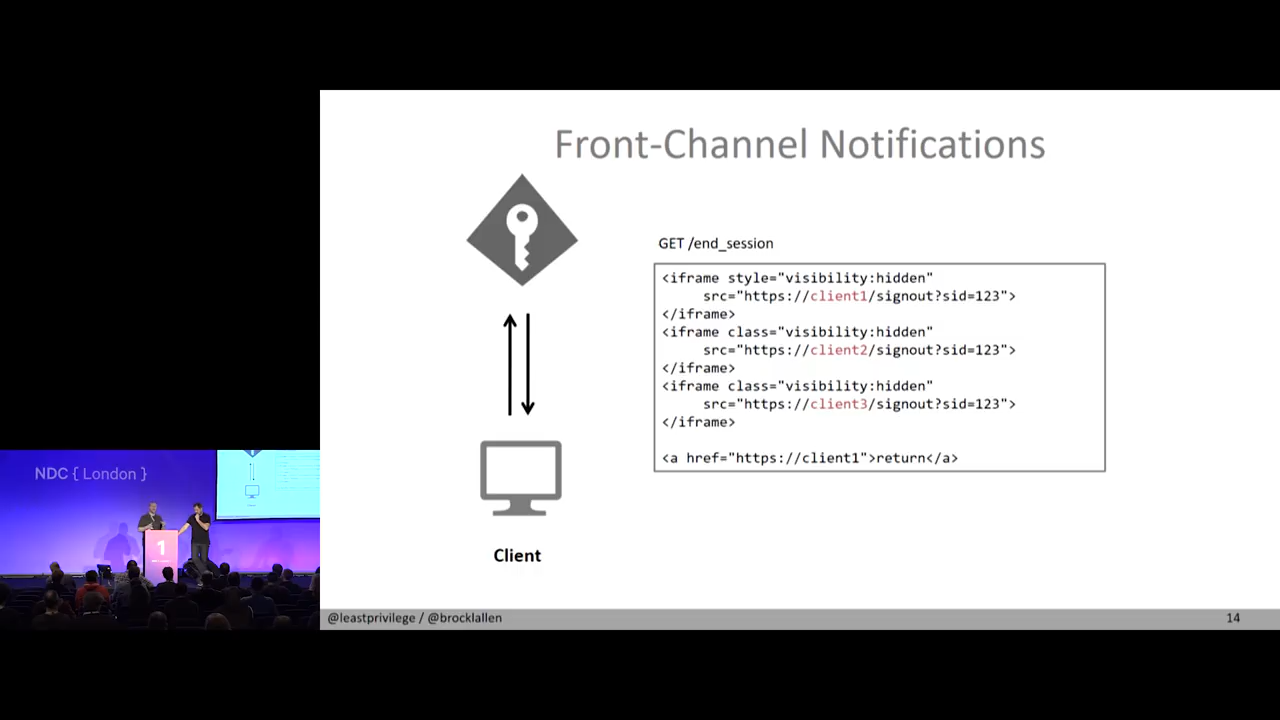 Front-Channel Notifications
GET /end_session
<iframe style="visibility:hidden"
src="https://client1/signout?sid=123">
</iframe>
<iframe class="visibility:hidden"
src="https://client2/signout?sid=123">
</iframe>
<iframe class="visibility:hidden"
src="https://client3/signout?sid=123">
</iframe>
<a href="https://client1">return</a>
Client
NDC { London }
1
@leastprivilege / @brocklallen
14